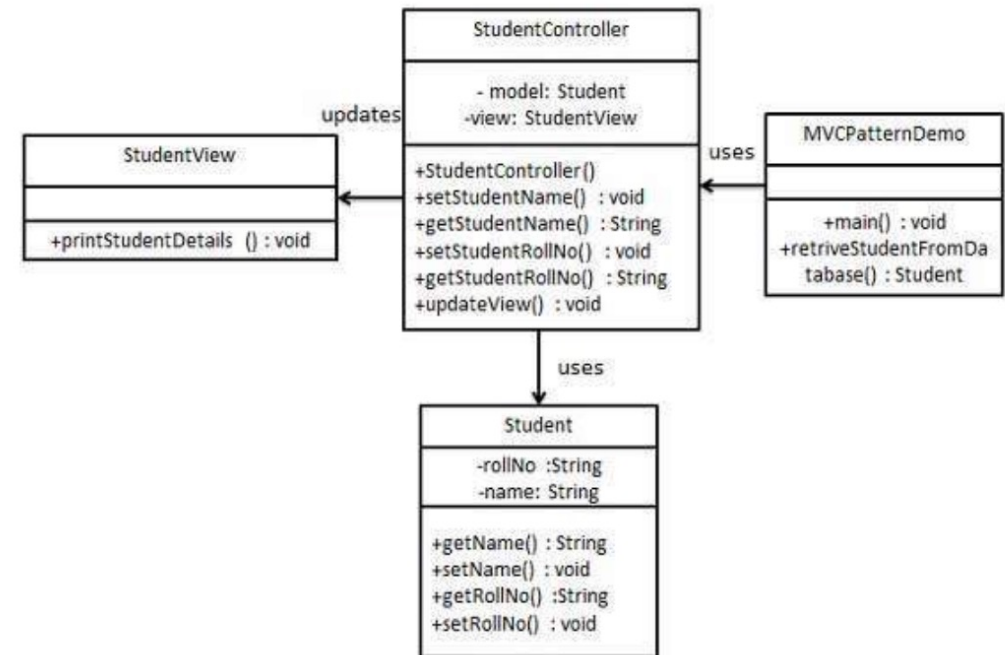 StudentController
- model: Student
-view: StudentView
+StudentController()
+setStudentName() : void
+getStudentName() : String
+setStudentRollNo() : void
+getStudentRollNo() : String
+updateView() : void
updates
StudentView
+printStudentDetails () : void
uses
MVCPatternDemo
+main() : void
+retriveStudentFromDa
tabase() : Student
uses
Student
-rollNo :String
-name: String
+getName() : String
+setName() : void
+getRollNo() :String
+setRollNo() : void